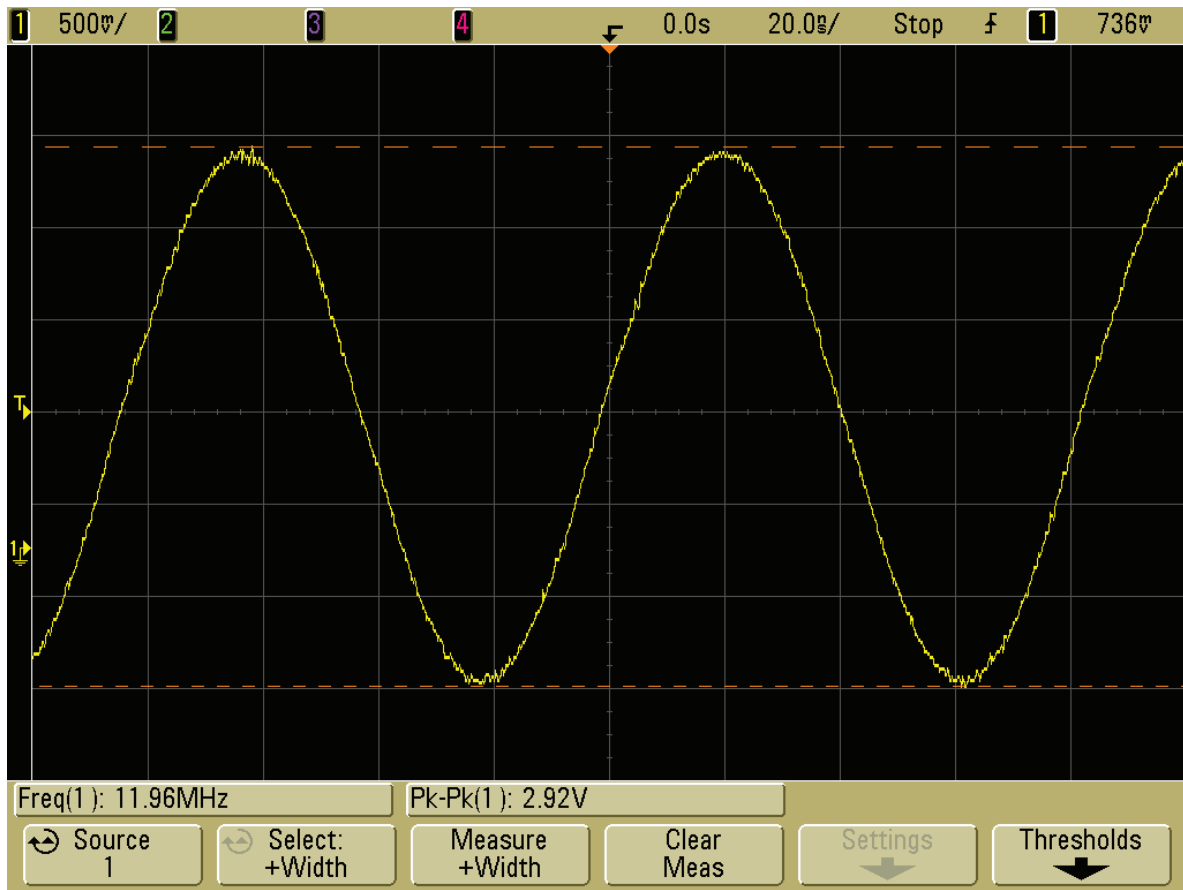 1 500mV/ 2 3 4 0.0s 20.0ns/ Stop 1 736mV
T
1
Freq(1): 11.96MHz Pk-Pk(1): 2.92V
Source 1
Select: +Width
Measure +Width
Clear Meas
Settings
Thresholds